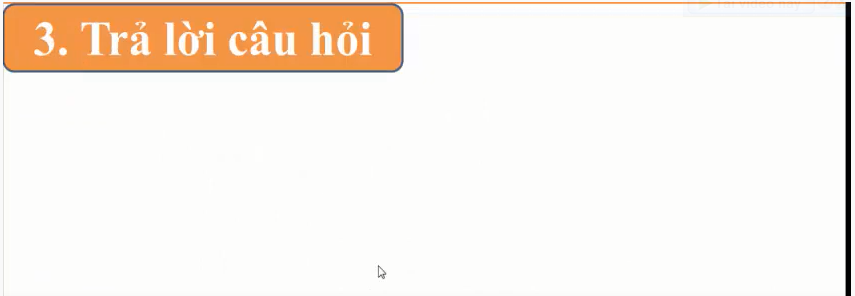 3. Trả lời câu hỏi